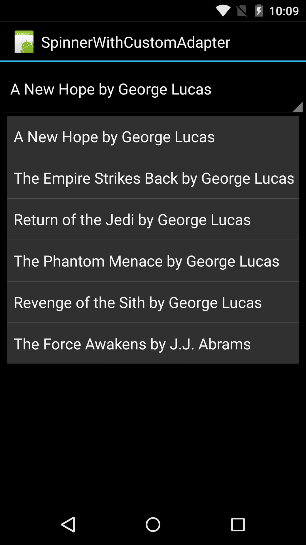 10:09
SpinnerWithCustomAdapter
A New Hope by George Lucas
A New Hope by George Lucas
The Empire Strikes Back by George Lucas
Return of the Jedi by George Lucas
The Phantom Menace by George Lucas
Revenge of the Sith by George Lucas
The Force Awakens by J.J. Abrams